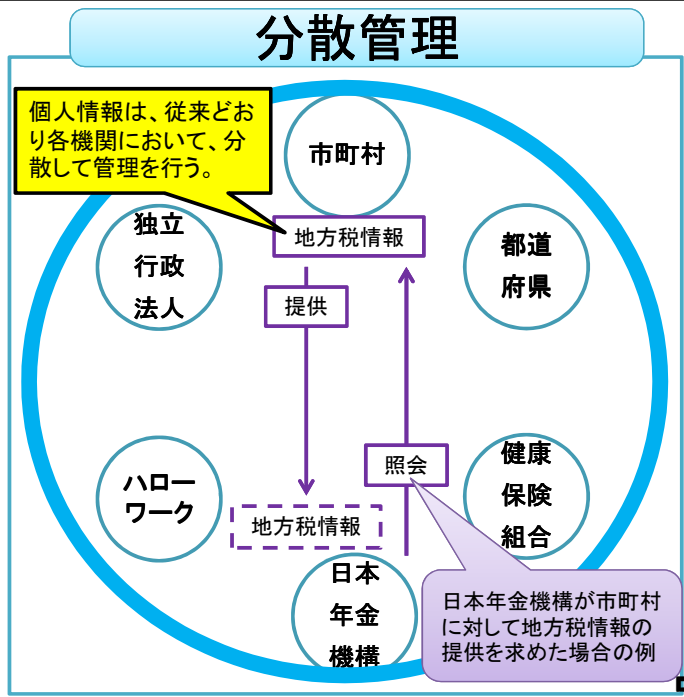 分散管理
個人情報は、従来どお
り各機関において、分
散して管理を行う。
市町村
地方税情報
独立
行政
法人
都道
府県
提供
照会
ハロー
ワーク
健康
保険
組合
地方税情報
日本
年金
機構
日本年金機構が市町村
に対して地方税情報の
提供を求めた場合の例